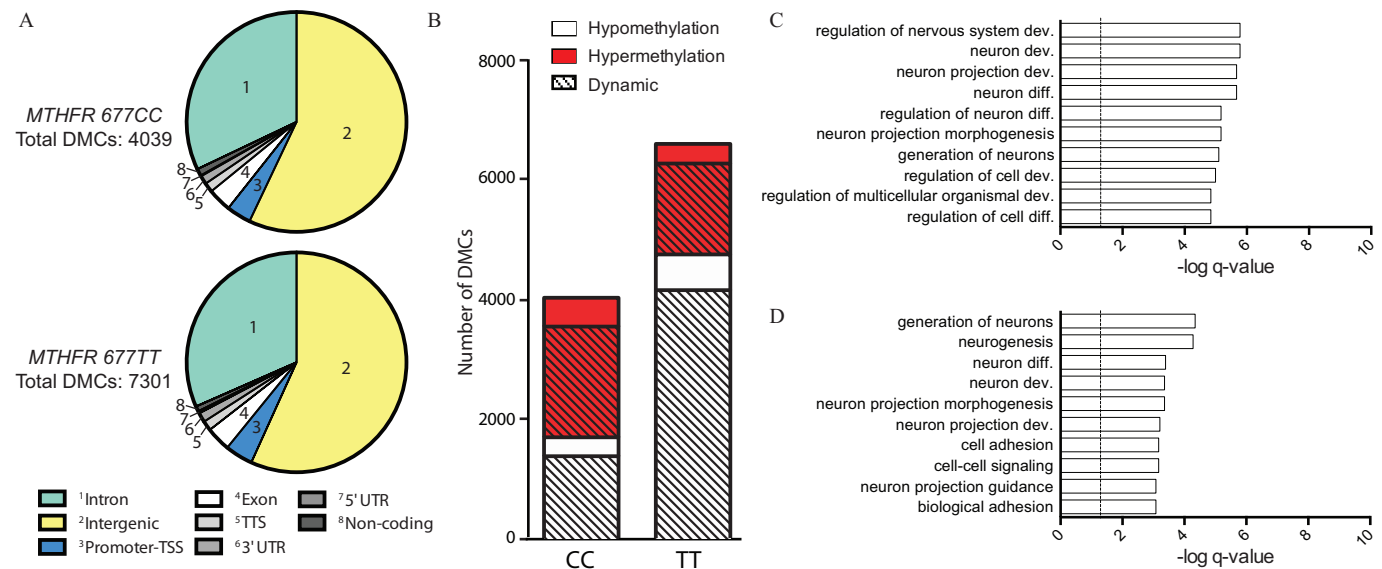 A
MTHFR 677CC
Total DMCs: 4039
1
2
3
4
5
6
7
8
MTHFR 677TT
Total DMCs: 7301
1
2
3
4
5
6
7
8
1Intron
2Intergenic
3Promoter-TSS
4Exon
5TTS
63' UTR
75' UTR
8Non-coding
B
Hypomethylation
Hypermethylation
Dynamic
Number of DMCs
8000
6000
4000
2000
0
CC
TT
C
regulation of nervous system dev.
neuron dev.
neuron projection dev.
neuron diff.
regulation of neuron diff.
neuron projection morphogenesis
generation of neurons
regulation of cell dev.
regulation of multicellular organismal dev.
regulation of cell diff.
0 2 4 6 8 10
-log q-value
D
generation of neurons
neurogenesis
neuron diff.
neuron dev.
neuron projection morphogenesis
neuron projection dev.
cell adhesion
cell-cell signaling
neuron projection guidance
biological adhesion
0 2 4 6 8 10
-log q-value